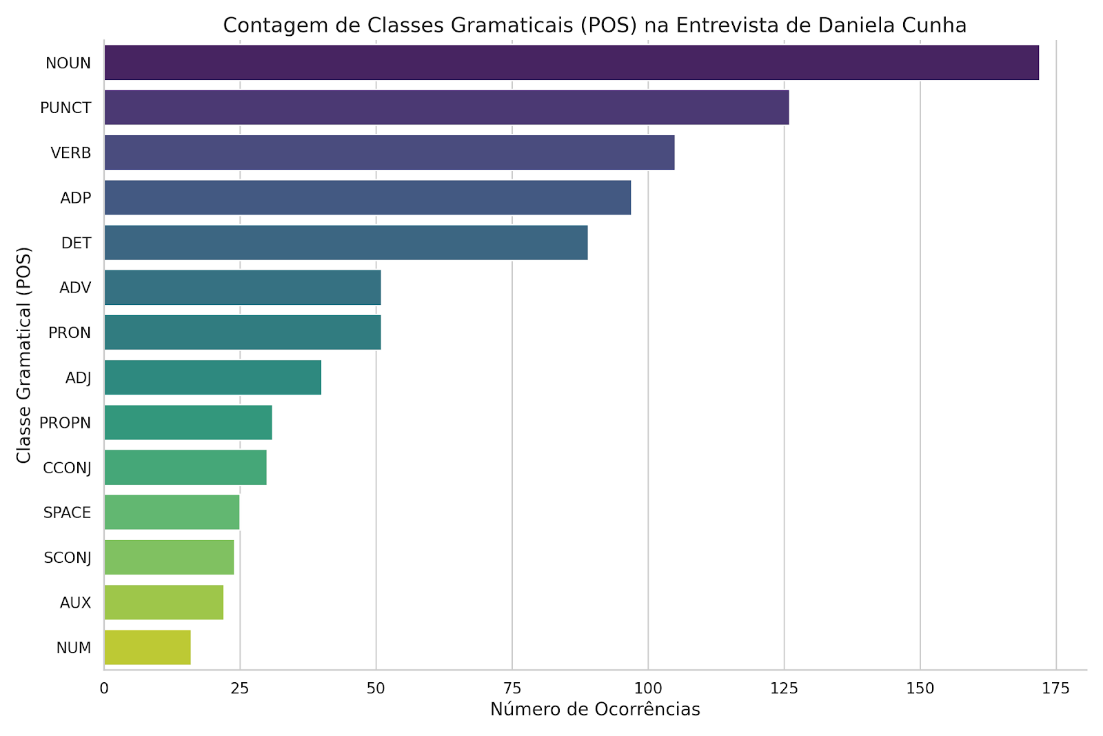 Contagem de Classes Gramaticais (POS) na Entrevista de Daniela Cunha
Classe Gramatical (POS)
NOUN
PUNCT
VERB
ADP
DET
ADV
PRON
ADJ
PROPN
CCONJ
SPACE
SCONJ
AUX
NUM
0 25 50 75 100 125 150 175
Número de Ocorrências